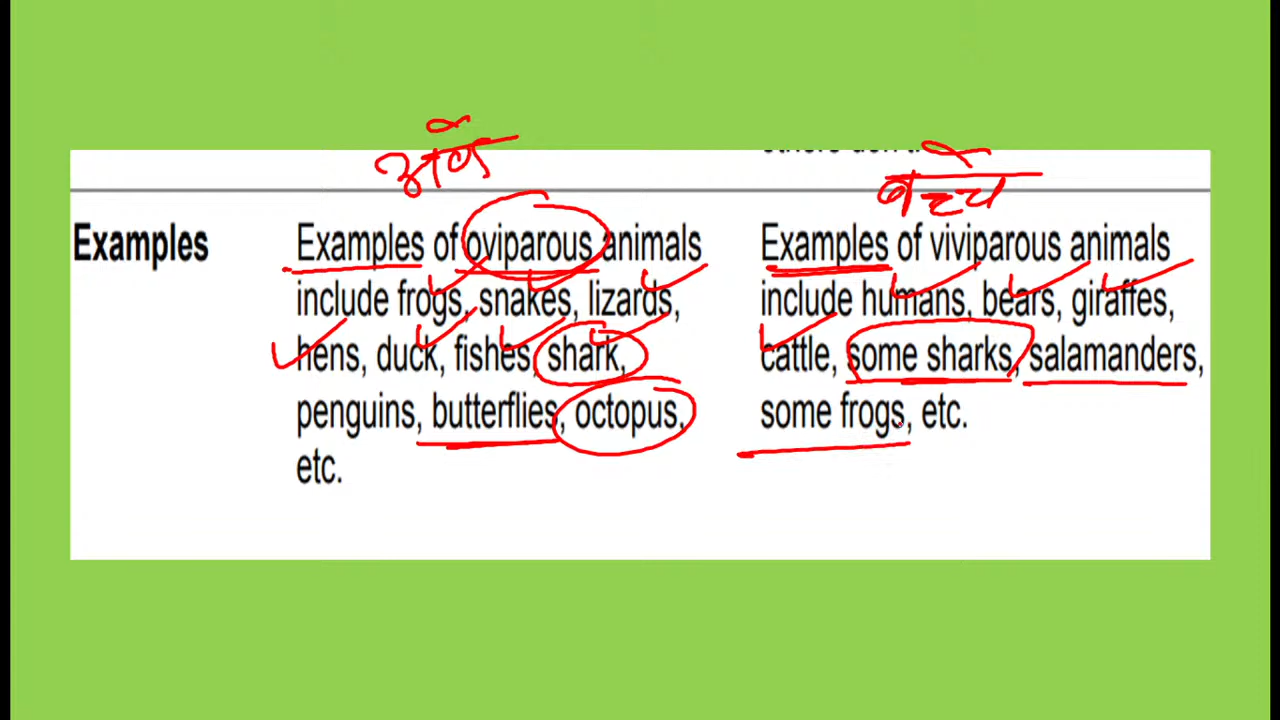 Examples
Examples of oviparous animals
include frogs, snakes, lizards,
hens, duck, fishes, shark,
penguins, butterflies, octopus,
etc.
Examples of viviparous animals
include humans, bears, giraffes,
cattle, some sharks, salamanders,
some frogs, etc.